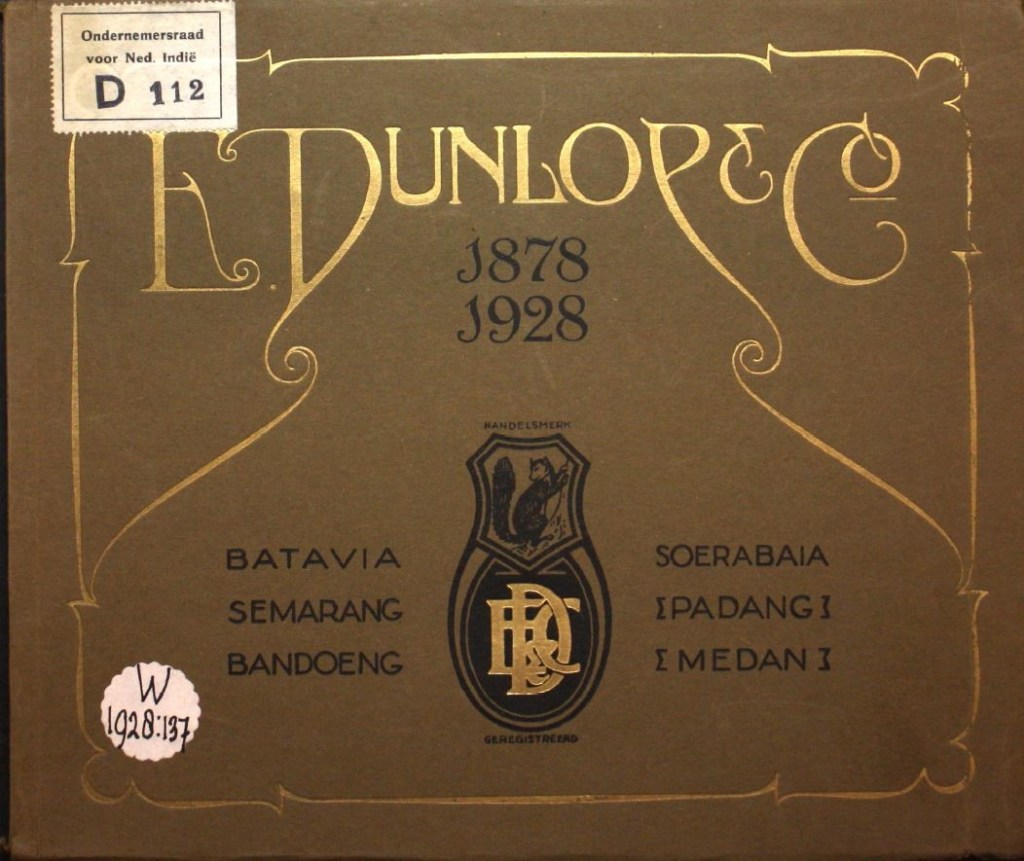 Ondernemersraad
voor Ned. Indië
D 112
E. DUNLOP & Co
1878
1928
HANDELSMERK
BATAVIA
SEMARANG
BANDOENG
SOERABAIA
PADANG
MEDAN
ED&C
GEREGISTREERD
W
1928:137